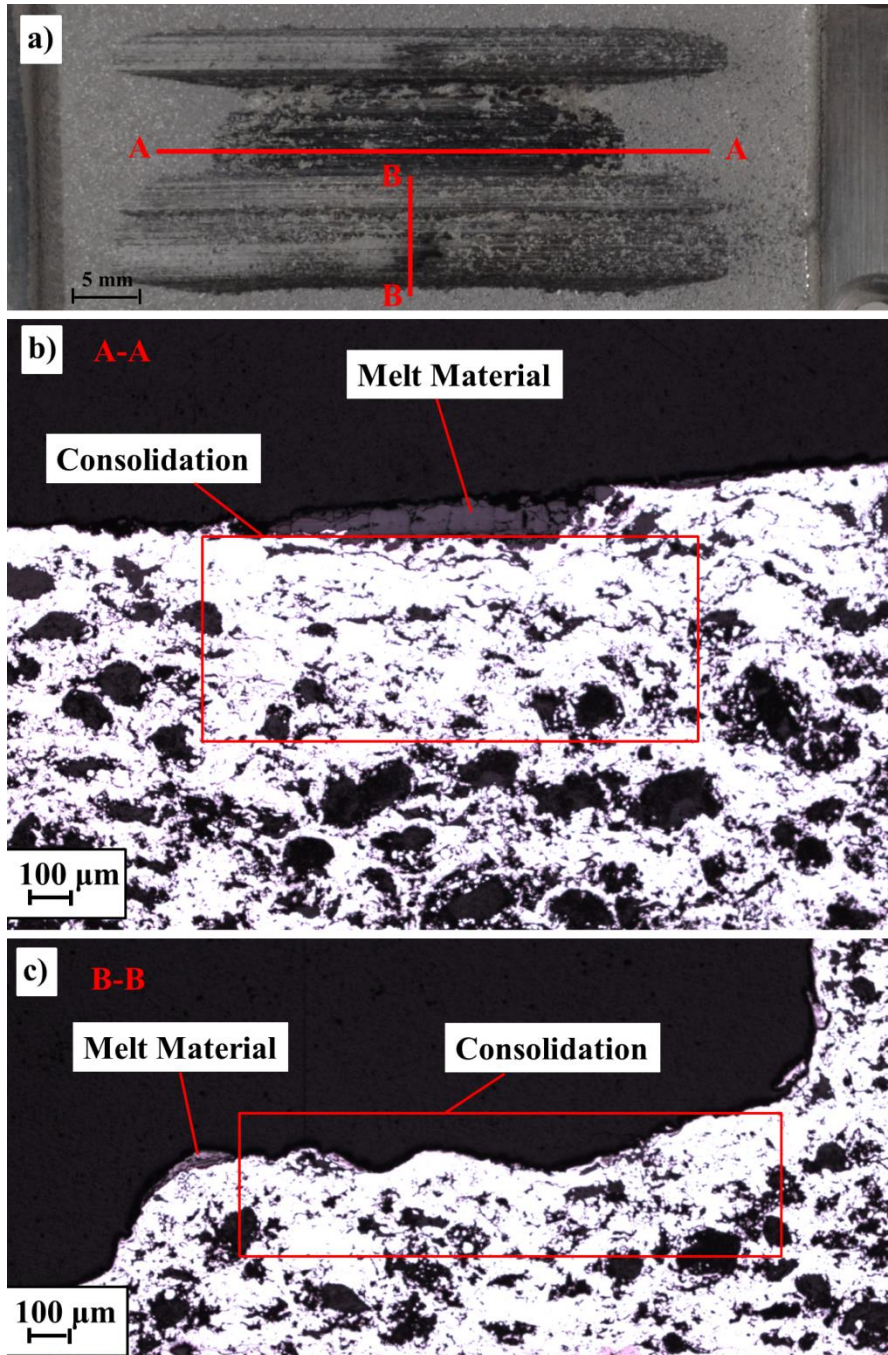 a)
A
A
B
B
5 mm
b)
A-A
Melt Material
Consolidation
100 µm
c)
B-B
Melt Material
Consolidation
100 µm